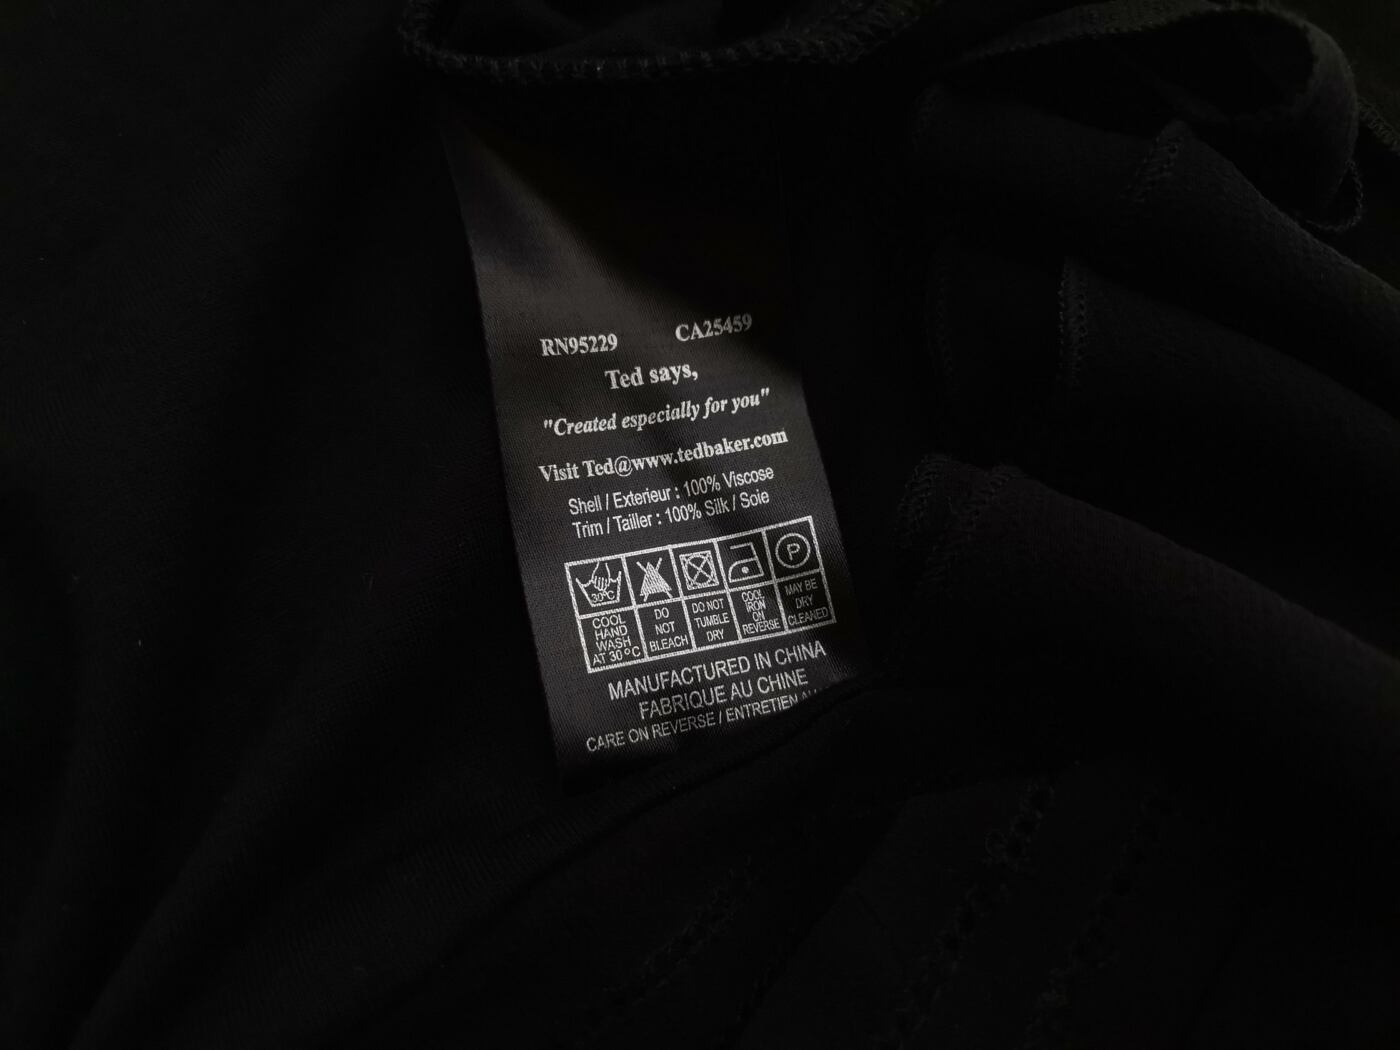 RN95229 CA25459
Ted says,
"Created especially for you"
Visit Ted@www.tedbaker.com
Shell / Exterieur : 100% Viscose
Trim / Tailler : 100% Silk / Soie
30°C
P
COOL
HAND
WASH
AT 30°C
DO
NOT
BLEACH
DO NOT
TUMBLE
DRY
COOL
IRON
ON
REVERSE
MAY BE
DRY
CLEANED
MANUFACTURED IN CHINA
FABRIQUE AU CHINE
CARE ON REVERSE / ENTRETIEN